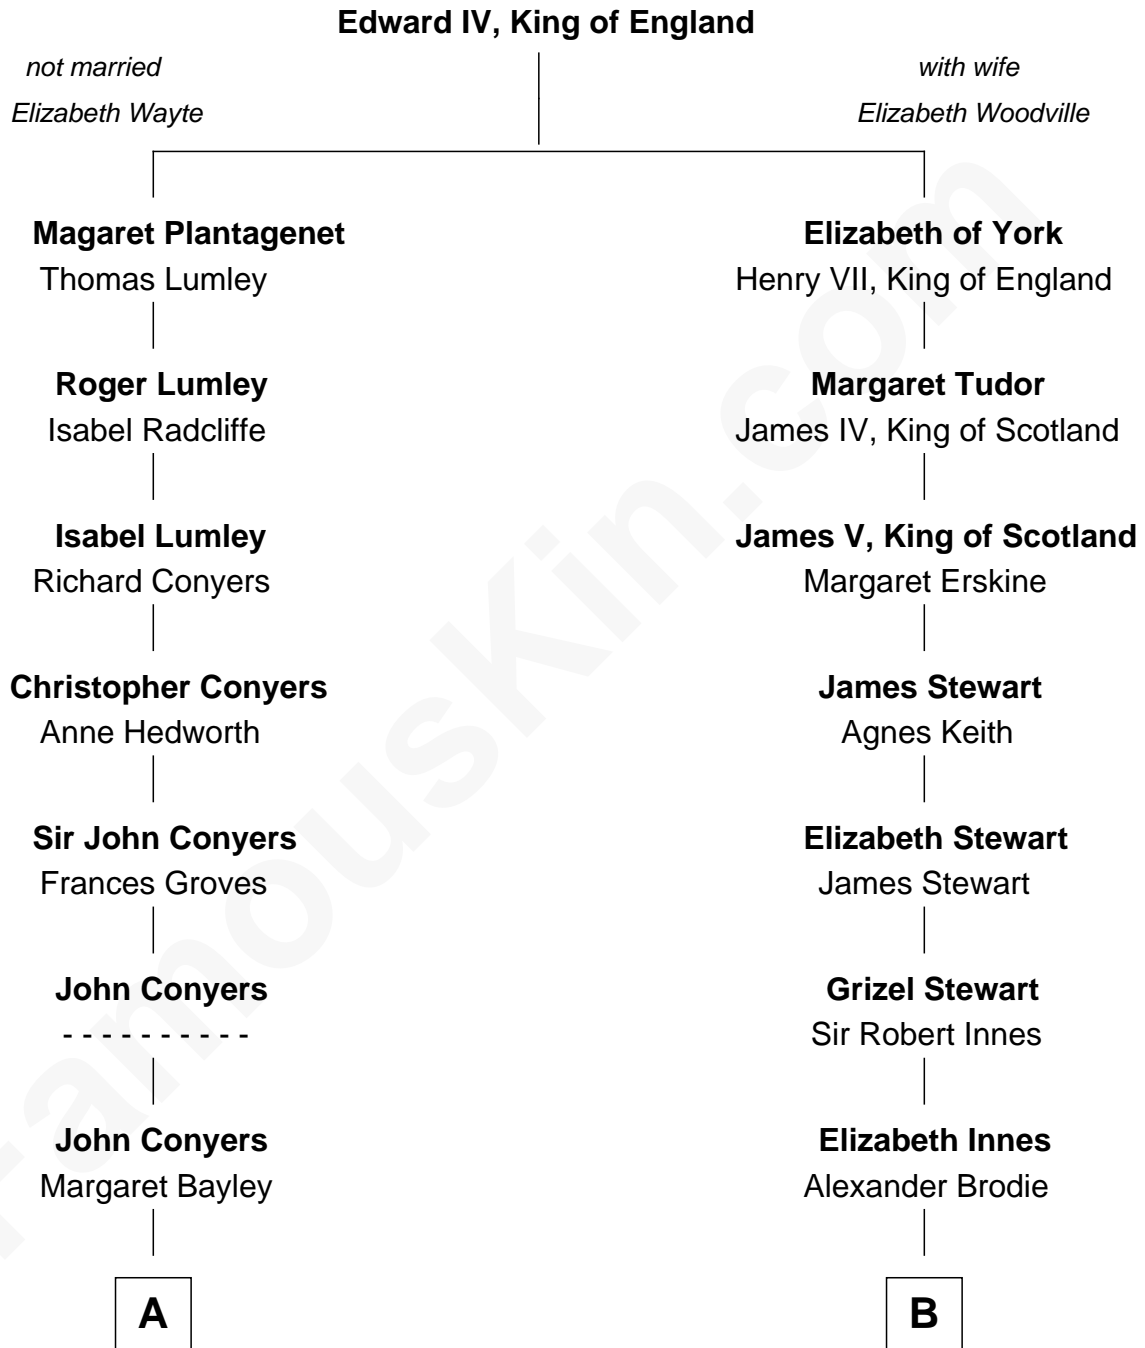 Edward IV, King of England
not married
Elizabeth Wayte
with wife
Elizabeth Woodville
Magaret Plantagenet
Thomas Lumley
Elizabeth of York
Henry VII, King of England
Roger Lumley
Isabel Radcliffe
Margaret Tudor
James IV, King of Scotland
Isabel Lumley
Richard Conyers
James V, King of Scotland
Margaret Erskine
Christopher Conyers
Anne Hedworth
James Stewart
Agnes Keith
Sir John Conyers
Frances Groves
Elizabeth Stewart
James Stewart
John Conyers
- - - - - - - - - -
Grizel Stewart
Sir Robert Innes
John Conyers
Margaret Bayley
Elizabeth Innes
Alexander Brodie
A
B
FamousKin.com